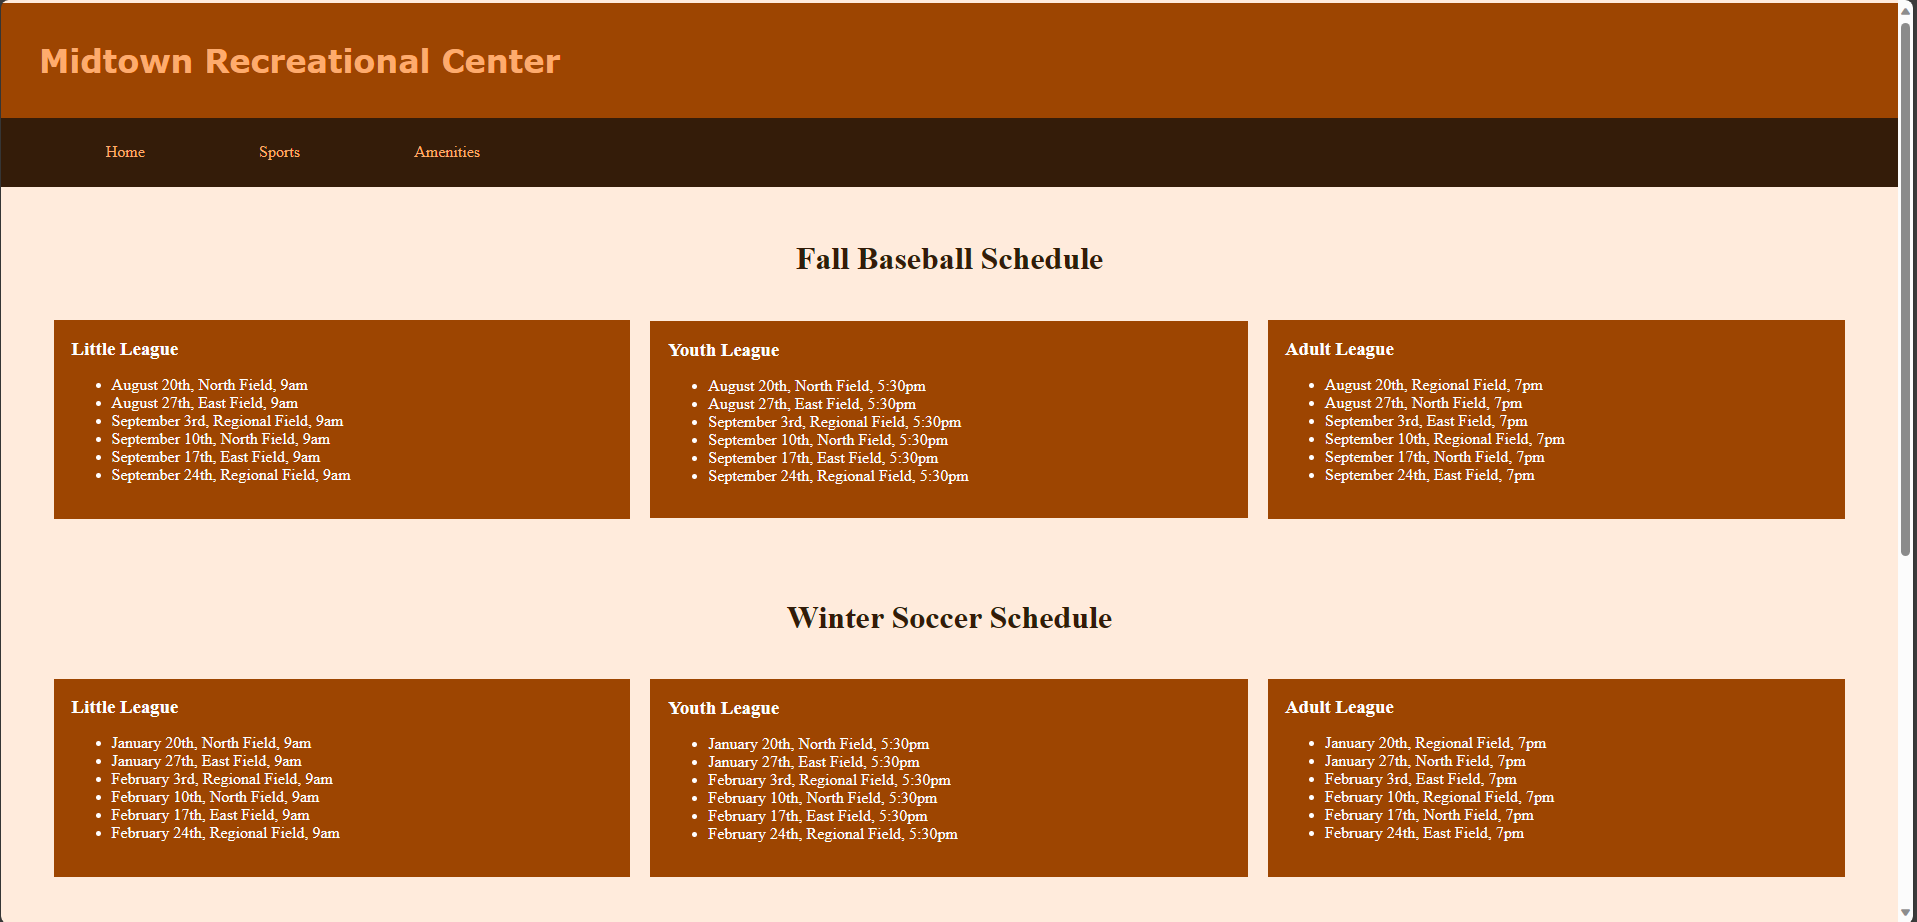 Midtown Recreational Center
Home Sports Amenities
Fall Baseball Schedule
Little League
August 20th, North Field, 9am
August 27th, East Field, 9am
September 3rd, Regional Field, 9am
September 10th, North Field, 9am
September 17th, East Field, 9am
September 24th, Regional Field, 9am
Youth League
August 20th, North Field, 5:30pm
August 27th, East Field, 5:30pm
September 3rd, Regional Field, 5:30pm
September 10th, North Field, 5:30pm
September 17th, East Field, 5:30pm
September 24th, Regional Field, 5:30pm
Adult League
August 20th, Regional Field, 7pm
August 27th, North Field, 7pm
September 3rd, East Field, 7pm
September 10th, Regional Field, 7pm
September 17th, North Field, 7pm
September 24th, East Field, 7pm
Winter Soccer Schedule
Little League
January 20th, North Field, 9am
January 27th, East Field, 9am
February 3rd, Regional Field, 9am
February 10th, North Field, 9am
February 17th, East Field, 9am
February 24th, Regional Field, 9am
Youth League
January 20th, North Field, 5:30pm
January 27th, East Field, 5:30pm
February 3rd, Regional Field, 5:30pm
February 10th, North Field, 5:30pm
February 17th, East Field, 5:30pm
February 24th, Regional Field, 5:30pm
Adult League
January 20th, Regional Field, 7pm
January 27th, North Field, 7pm
February 3rd, East Field, 7pm
February 10th, Regional Field, 7pm
February 17th, North Field, 7pm
February 24th, East Field, 7pm